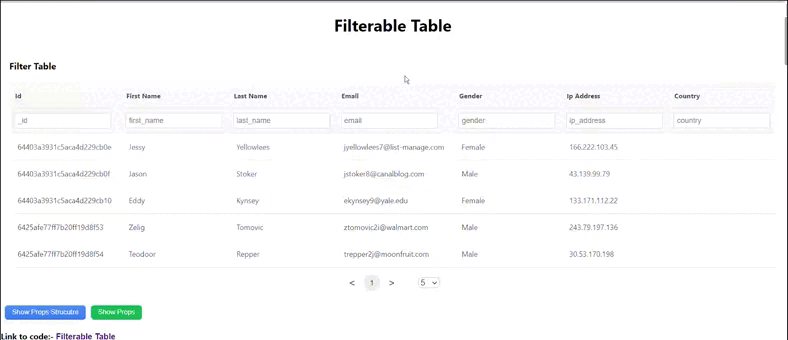 Filterable Table
Filter Table
Id First Name Last Name Email Gender Ip Address Country
_id first_name last_name email gender ip_address country
64403a3931c5aca4d229cb0e Jessy Yellowlees jyellowlees7@list-manage.com Female 166.222.103.45
64403a3931c5aca4d229cb0f Jason Stoker jstoker8@canalblog.com Male 43.139.99.79
64403a3931c5aca4d229cb10 Eddy Kynsey ekynsey9@yale.edu Female 133.171.112.22
6425afe77ff7b20ff19d8f53 Zelig Tomovic ztomovic2i@walmart.com Male 243.79.197.136
6425afe77ff7b20ff19d8f54 Teodoor Repper trepper2j@moonfruit.com Male 30.53.170.198
< 1 > 5
Show Props Strucutre Show Props
Link to code:- Filterable Table